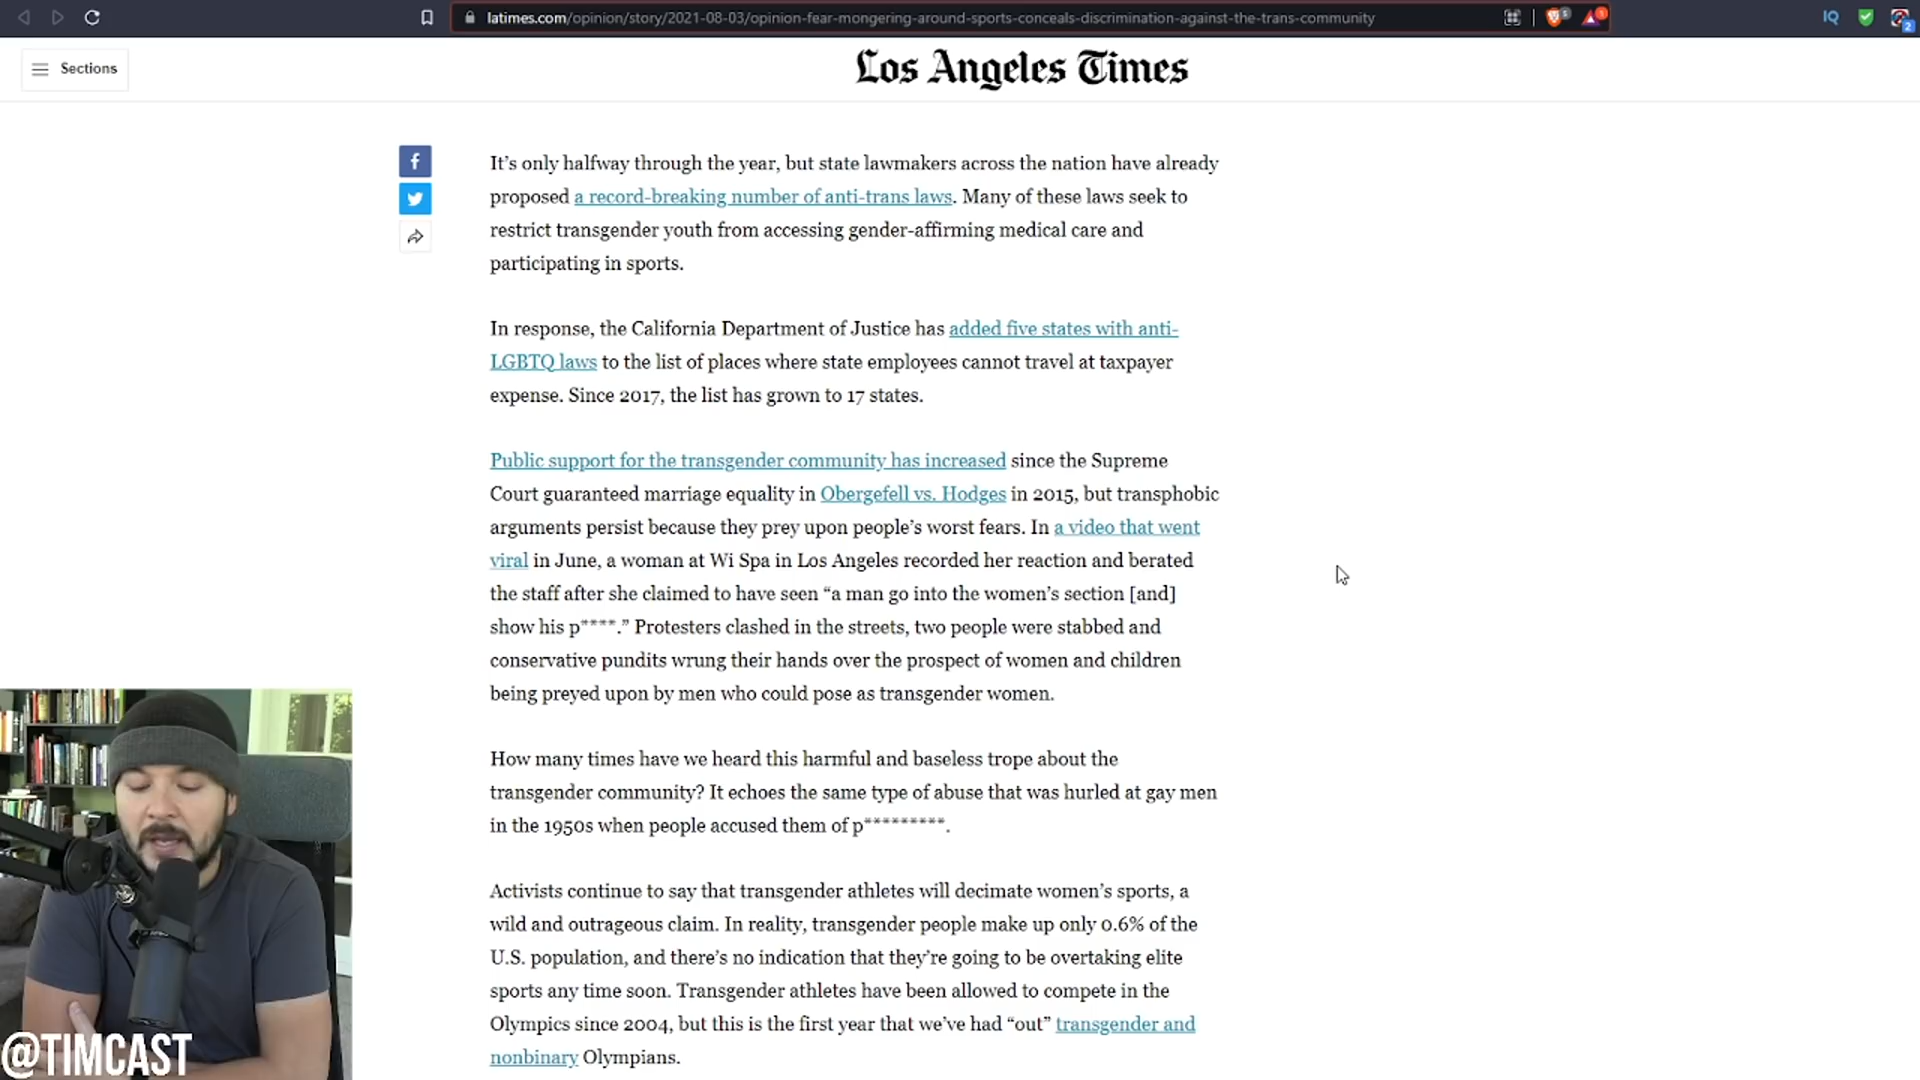 latimes.com/opinion/story/2021-08-03/opinion-fear-mongering-around-sports-conceals-discrimination-against-the-trans-community
IQ
2
Sections
Los Angeles Times
It's only halfway through the year, but state lawmakers across the nation have already
proposed a record-breaking number of anti-trans laws. Many of these laws seek to
restrict transgender youth from accessing gender-affirming medical care and
participating in sports.
In response, the California Department of Justice has added five states with anti-
LGBTQ laws to the list of places where state employees cannot travel at taxpayer
expense. Since 2017, the list has grown to 17 states.
Public support for the transgender community has increased since the Supreme
Court guaranteed marriage equality in Obergefell vs. Hodges in 2015, but transphobic
arguments persist because they prey upon people's worst fears. In a video that went
viral in June, a woman at Wi Spa in Los Angeles recorded her reaction and berated
the staff after she claimed to have seen “a man go into the women's section [and]
show his p****.” Protesters clashed in the streets, two people were stabbed and
conservative pundits wrung their hands over the prospect of women and children
being preyed upon by men who could pose as transgender women.
How many times have we heard this harmful and baseless trope about the
transgender community? It echoes the same type of abuse that was hurled at gay men
in the 1950s when people accused them of p*********.
Activists continue to say that transgender athletes will decimate women's sports, a
wild and outrageous claim. In reality, transgender people make up only 0.6% of the
U.S. population, and there's no indication that they're going to be overtaking elite
sports any time soon. Transgender athletes have been allowed to compete in the
Olympics since 2004, but this is the first year that we've had “out” transgender and
nonbinary Olympians.
@TIMCAST